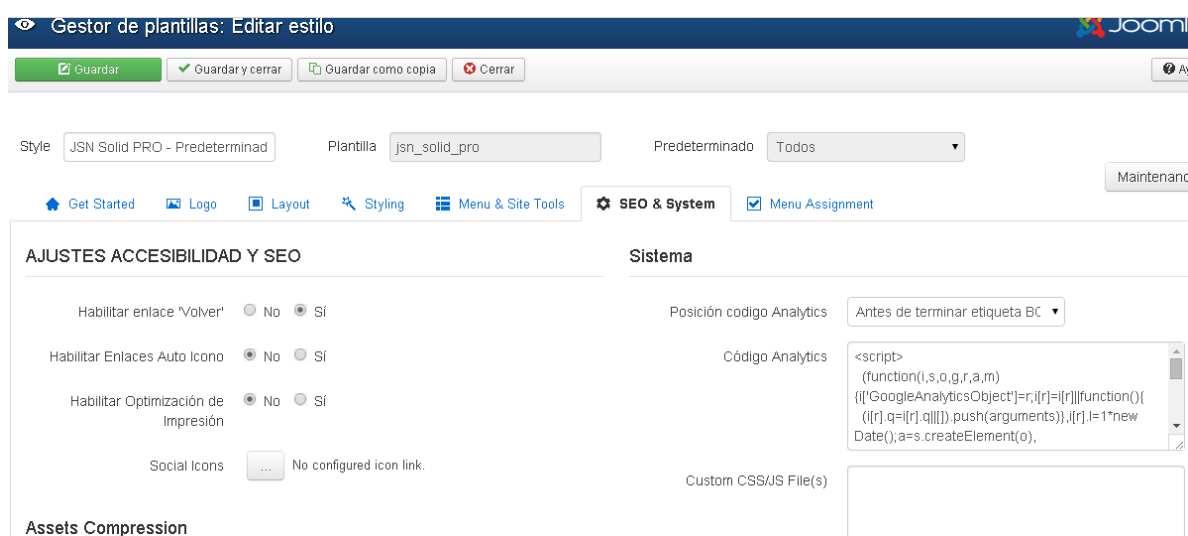 Gestor de plantillas: Editar estilo
Guardar
Guardar y cerrar
Guardar como copia
Cerrar
Style
JSN Solid PRO - Predeterminad
Plantilla
jsn_solid_pro
Predeterminado
Todos
Maintenanc
Get Started
Logo
Layout
Styling
Menu & Site Tools
SEO & System
Menu Assignment
AJUSTES ACCESIBILIDAD Y SEO
Habilitar enlace 'Volver'
No
Sí
Habilitar Enlaces Auto Icono
No
Sí
Habilitar Optimización de
Impresión
No
Sí
Social Icons
...
No configured icon link.
Assets Compression
Sistema
Posición codigo Analytics
Antes de terminar etiqueta BC
Código Analytics
<script>
(function(i,s,o,g,r,a,m)
{i['GoogleAnalyticsObject']=r;i[r]=i[r]||function(){
(i[r].q=i[r].q||[]).push(arguments)},i[r].l=1*new
Date();a=s.createElement(o),
Custom CSS/JS File(s)